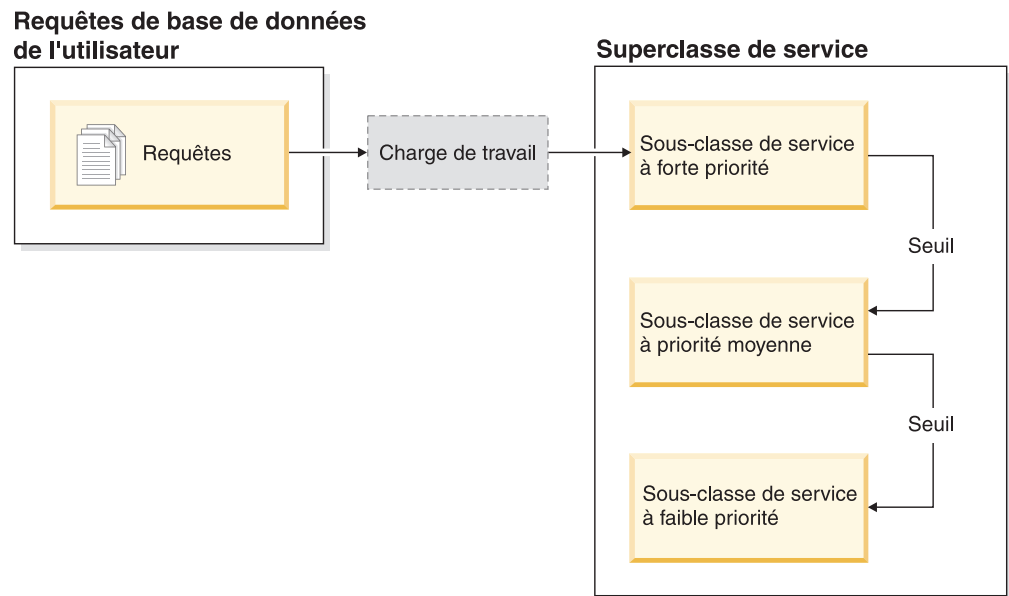 Requêtes de base de données
de l'utilisateur
Requêtes
Charge de travail
Superclasse de service
Sous-classe de service
à forte priorité
Seuil
Sous-classe de service
à priorité moyenne
Seuil
Sous-classe de service
à faible priorité